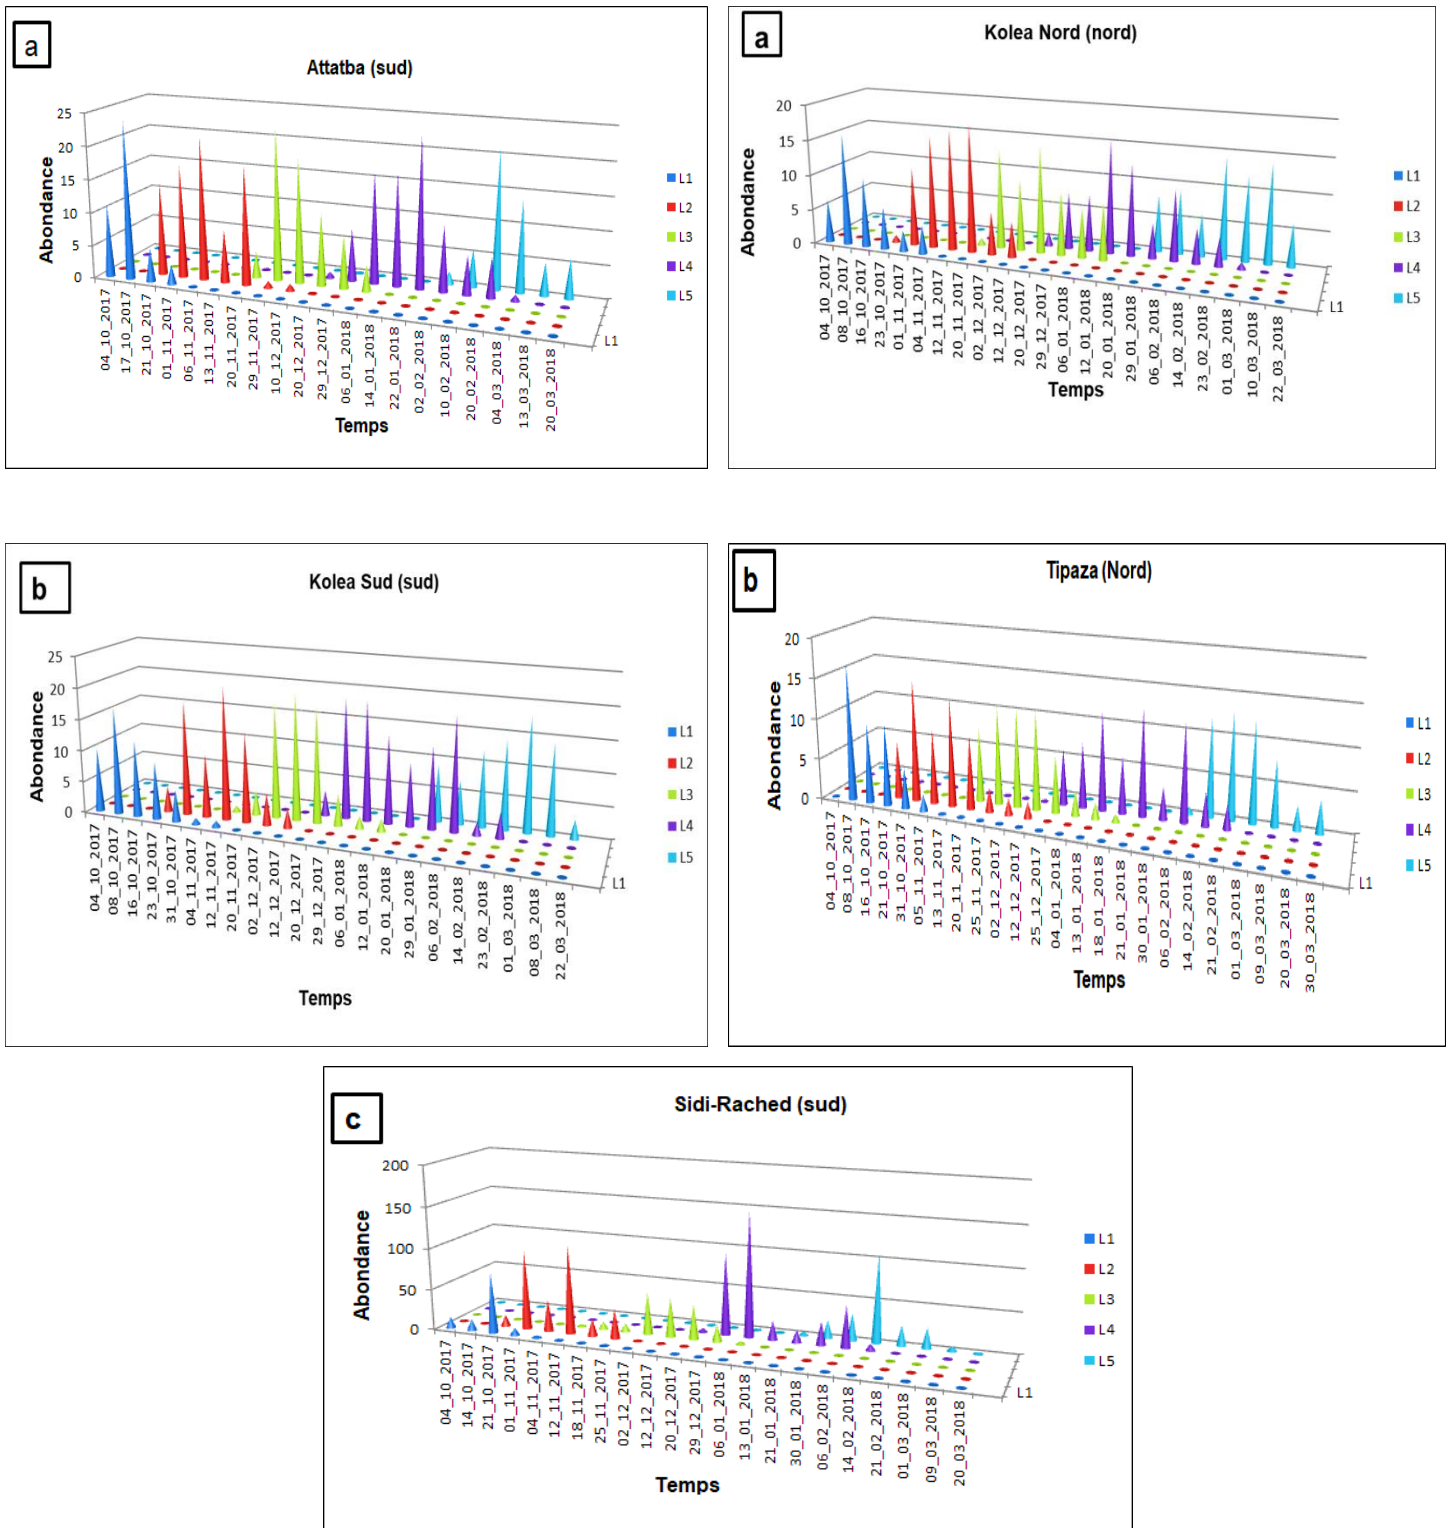 a
Attatba (sud)
25
20
15
10
5
0
Abondance
04_10_2017
17_10_2017
21_10_2017
01_11_2017
06_11_2017
13_11_2017
20_11_2017
29_11_2017
10_12_2017
20_12_2017
29_12_2017
06_01_2018
14_01_2018
22_01_2018
02_02_2018
10_02_2018
20_02_2018
04_03_2018
13_03_2018
20_03_2018
L1
Temps
L1
L2
L3
L4
L5
a
Kolea Nord (nord)
20
15
10
5
0
Abondance
04_10_2017
08_10_2017
16_10_2017
23_10_2017
01_11_2017
04_11_2017
12_11_2017
20_11_2017
02_12_2017
12_12_2017
20_12_2017
29_12_2017
06_01_2018
12_01_2018
20_01_2018
29_01_2018
06_02_2018
14_02_2018
23_02_2018
01_03_2018
10_03_2018
22_03_2018
L1
Temps
L1
L2
L3
L4
L5
b
Kolea Sud (sud)
25
20
15
10
5
0
Abondance
04_10_2017
08_10_2017
16_10_2017
23_10_2017
31_10_2017
04_11_2017
12_11_2017
20_11_2017
02_12_2017
12_12_2017
20_12_2017
29_12_2017
06_01_2018
12_01_2018
20_01_2018
29_01_2018
06_02_2018
14_02_2018
23_02_2018
01_03_2018
08_03_2018
22_03_2018
L1
Temps
L1
L2
L3
L4
L5
b
Tipaza (Nord)
20
15
10
5
0
Abondance
04_10_2017
08_10_2017
16_10_2017
21_10_2017
31_10_2017
05_11_2017
13_11_2017
20_11_2017
25_11_2017
02_12_2017
12_12_2017
25_12_2017
04_01_2018
13_01_2018
18_01_2018
21_01_2018
30_01_2018
06_02_2018
14_02_2018
21_02_2018
01_03_2018
09_03_2018
20_03_2018
30_03_2018
L1
Temps
L1
L2
L3
L4
L5
c
Sidi-Rached (sud)
200
150
100
50
0
Abondance
04_10_2017
14_10_2017
21_10_2017
01_11_2017
04_11_2017
12_11_2017
18_11_2017
25_11_2017
02_12_2017
12_12_2017
20_12_2017
29_12_2017
06_01_2018
13_01_2018
21_01_2018
30_01_2018
06_02_2018
14_02_2018
21_02_2018
01_03_2018
09_03_2018
20_03_2018
L1
Temps
L1
L2
L3
L4
L5